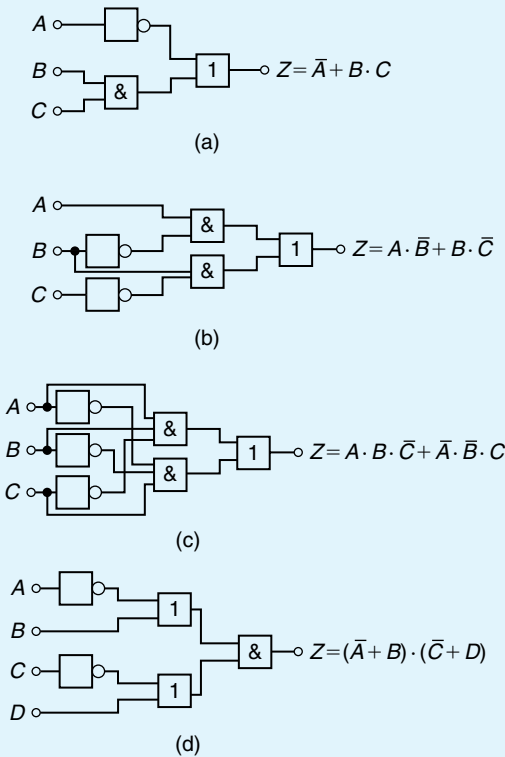 A
1
Z = A̅ + B · C
B
&
C
(a)
A
&
B
1
Z = A · B̅ + B · C̅
&
C
(b)
A
&
B
1
Z = A · B · C̅ + A̅ · B̅ · C
&
C
(c)
A
1
B
&
Z = (A̅ + B) · (C̅ + D)
C
1
D
(d)